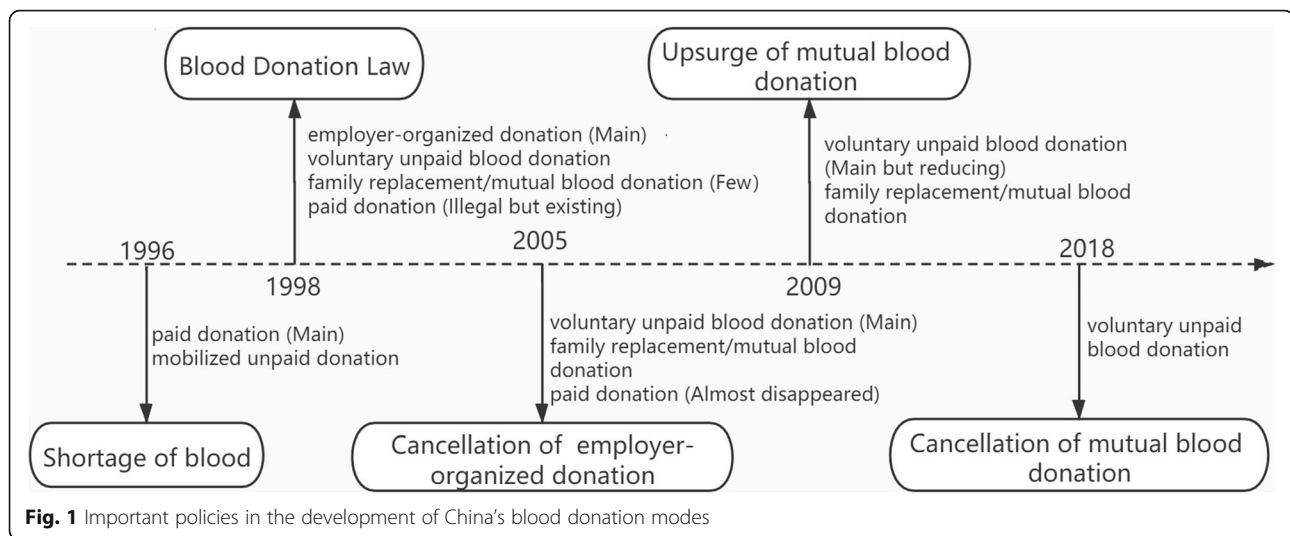 Blood Donation Law
Upsurge of mutual blood
donation
employer-organized donation (Main)
voluntary unpaid blood donation
family replacement/mutual blood donation (Few)
paid donation (Illegal but existing)
voluntary unpaid blood donation
(Main but reducing)
family replacement/mutual blood
donation
1996
2005
2018
1998
2009
paid donation (Main)
mobilized unpaid donation
voluntary unpaid blood donation (Main)
family replacement/mutual blood
donation
paid donation (Almost disappeared)
voluntary unpaid
blood donation
Shortage of blood
Cancellation of employer-
organized donation
Cancellation of mutual blood
donation
Fig. 1 Important policies in the development of China's blood donation modes